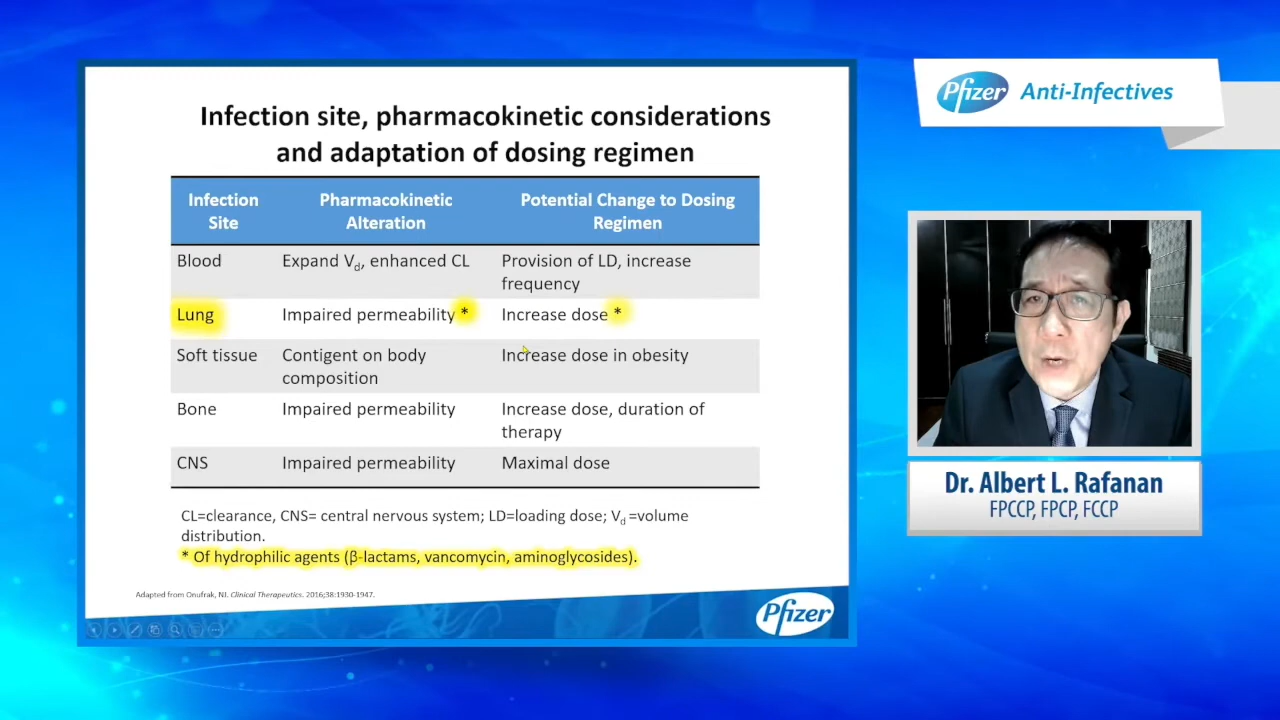 Infection site, pharmacokinetic considerations
and adaptation of dosing regimen
Infection
Site
Pharmacokinetic
Alteration
Potential Change to Dosing
Regimen
Blood
Expand Vd, enhanced CL
Provision of LD, increase
frequency
Lung
Impaired permeability *
Increase dose *
Soft tissue
Contigent on body
composition
Increase dose in obesity
Bone
Impaired permeability
Increase dose, duration of
therapy
CNS
Impaired permeability
Maximal dose
CL=clearance, CNS= central nervous system; LD=loading dose; Vd =volume
distribution.
* Of hydrophilic agents (β-lactams, vancomycin, aminoglycosides).
Adapted from Onufrak, NJ. Clinical Therapeutics. 2016;38:1930-1947.
Pfizer
Pfizer Anti-Infectives
Dr. Albert L. Rafanan
FPCCP, FPCP, FCCP